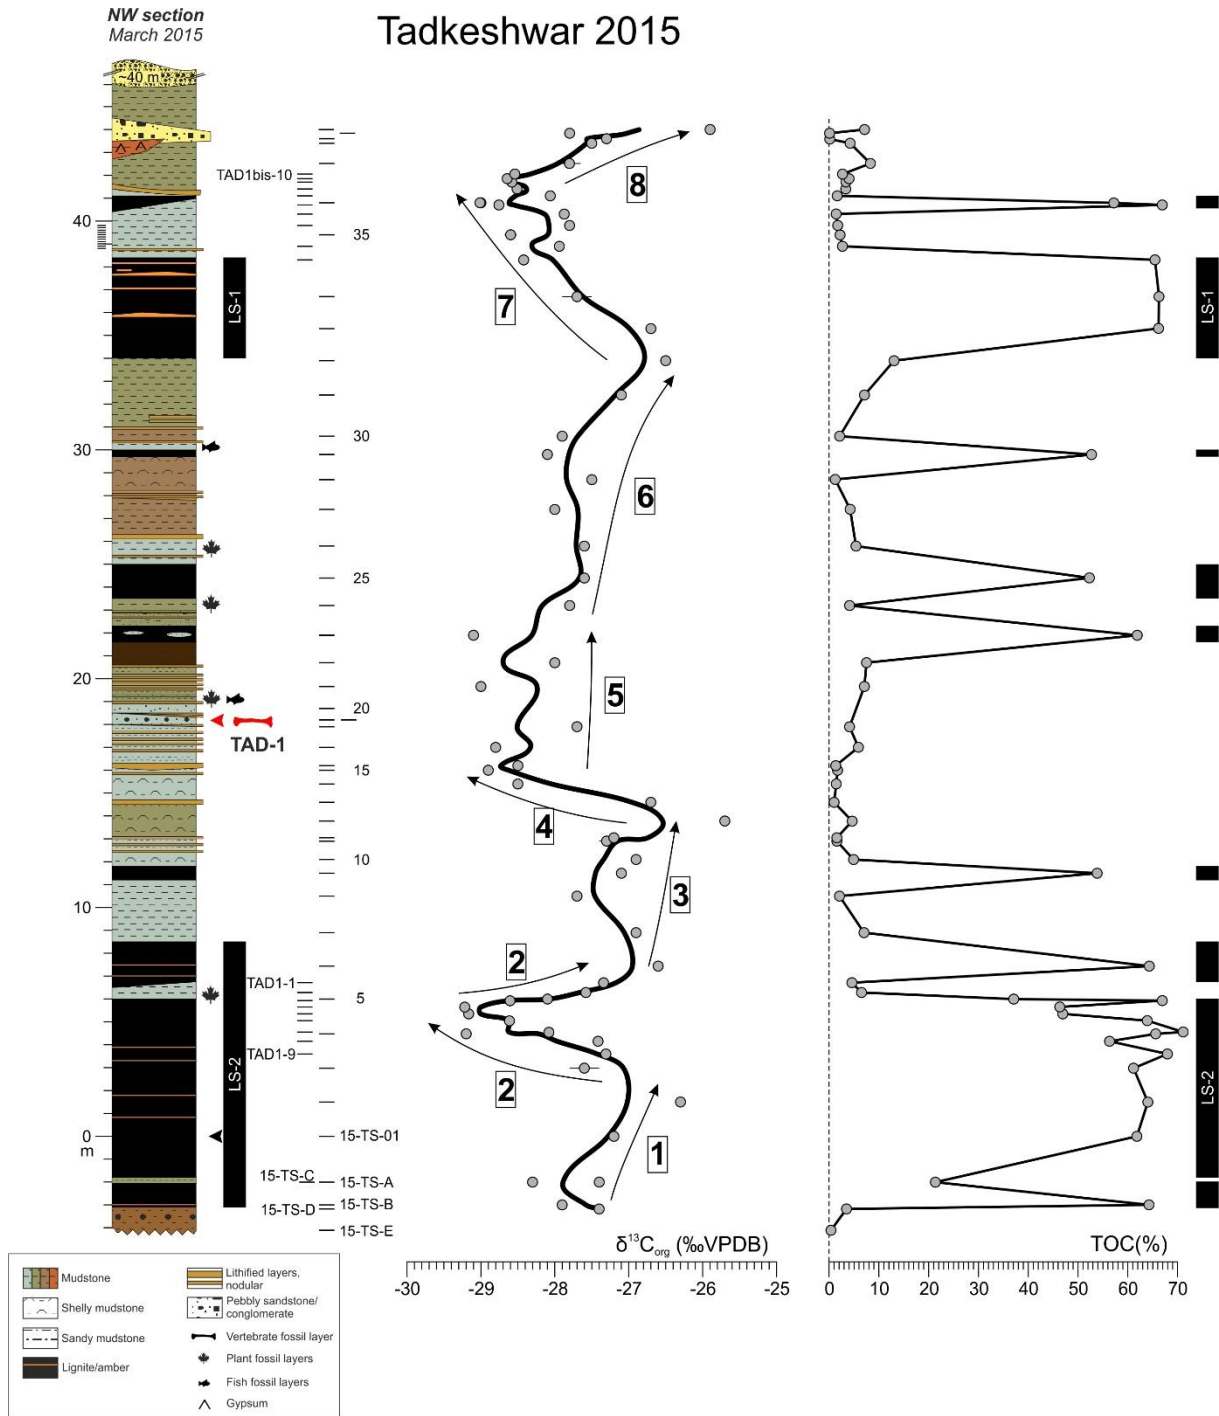 NW section
March 2015
Tadkeshwar 2015
~40 m
TAD1bis-10
8
40
35
LS-1
LS-1
7
30
30
6
25
20
5
20
TAD-1
15
4
10
3
10
2
TAD1-1
5
LS-2
LS-2
TAD1-9
2
0
m
15-TS-01
1
15-TS-C
15-TS-A
15-TS-D
15-TS-B
15-TS-E
δ¹³Corg (‰VPDB)
TOC(%)
-30 -29 -28 -27 -26 -25
0 10 20 30 40 50 60 70
Mudstone
Shelly mudstone
Sandy mudstone
Lignite/amber
Lithified layers,
nodular
Pebbly sandstone/
conglomerate
Vertebrate fossil layer
Plant fossil layers
Fish fossil layers
Gypsum